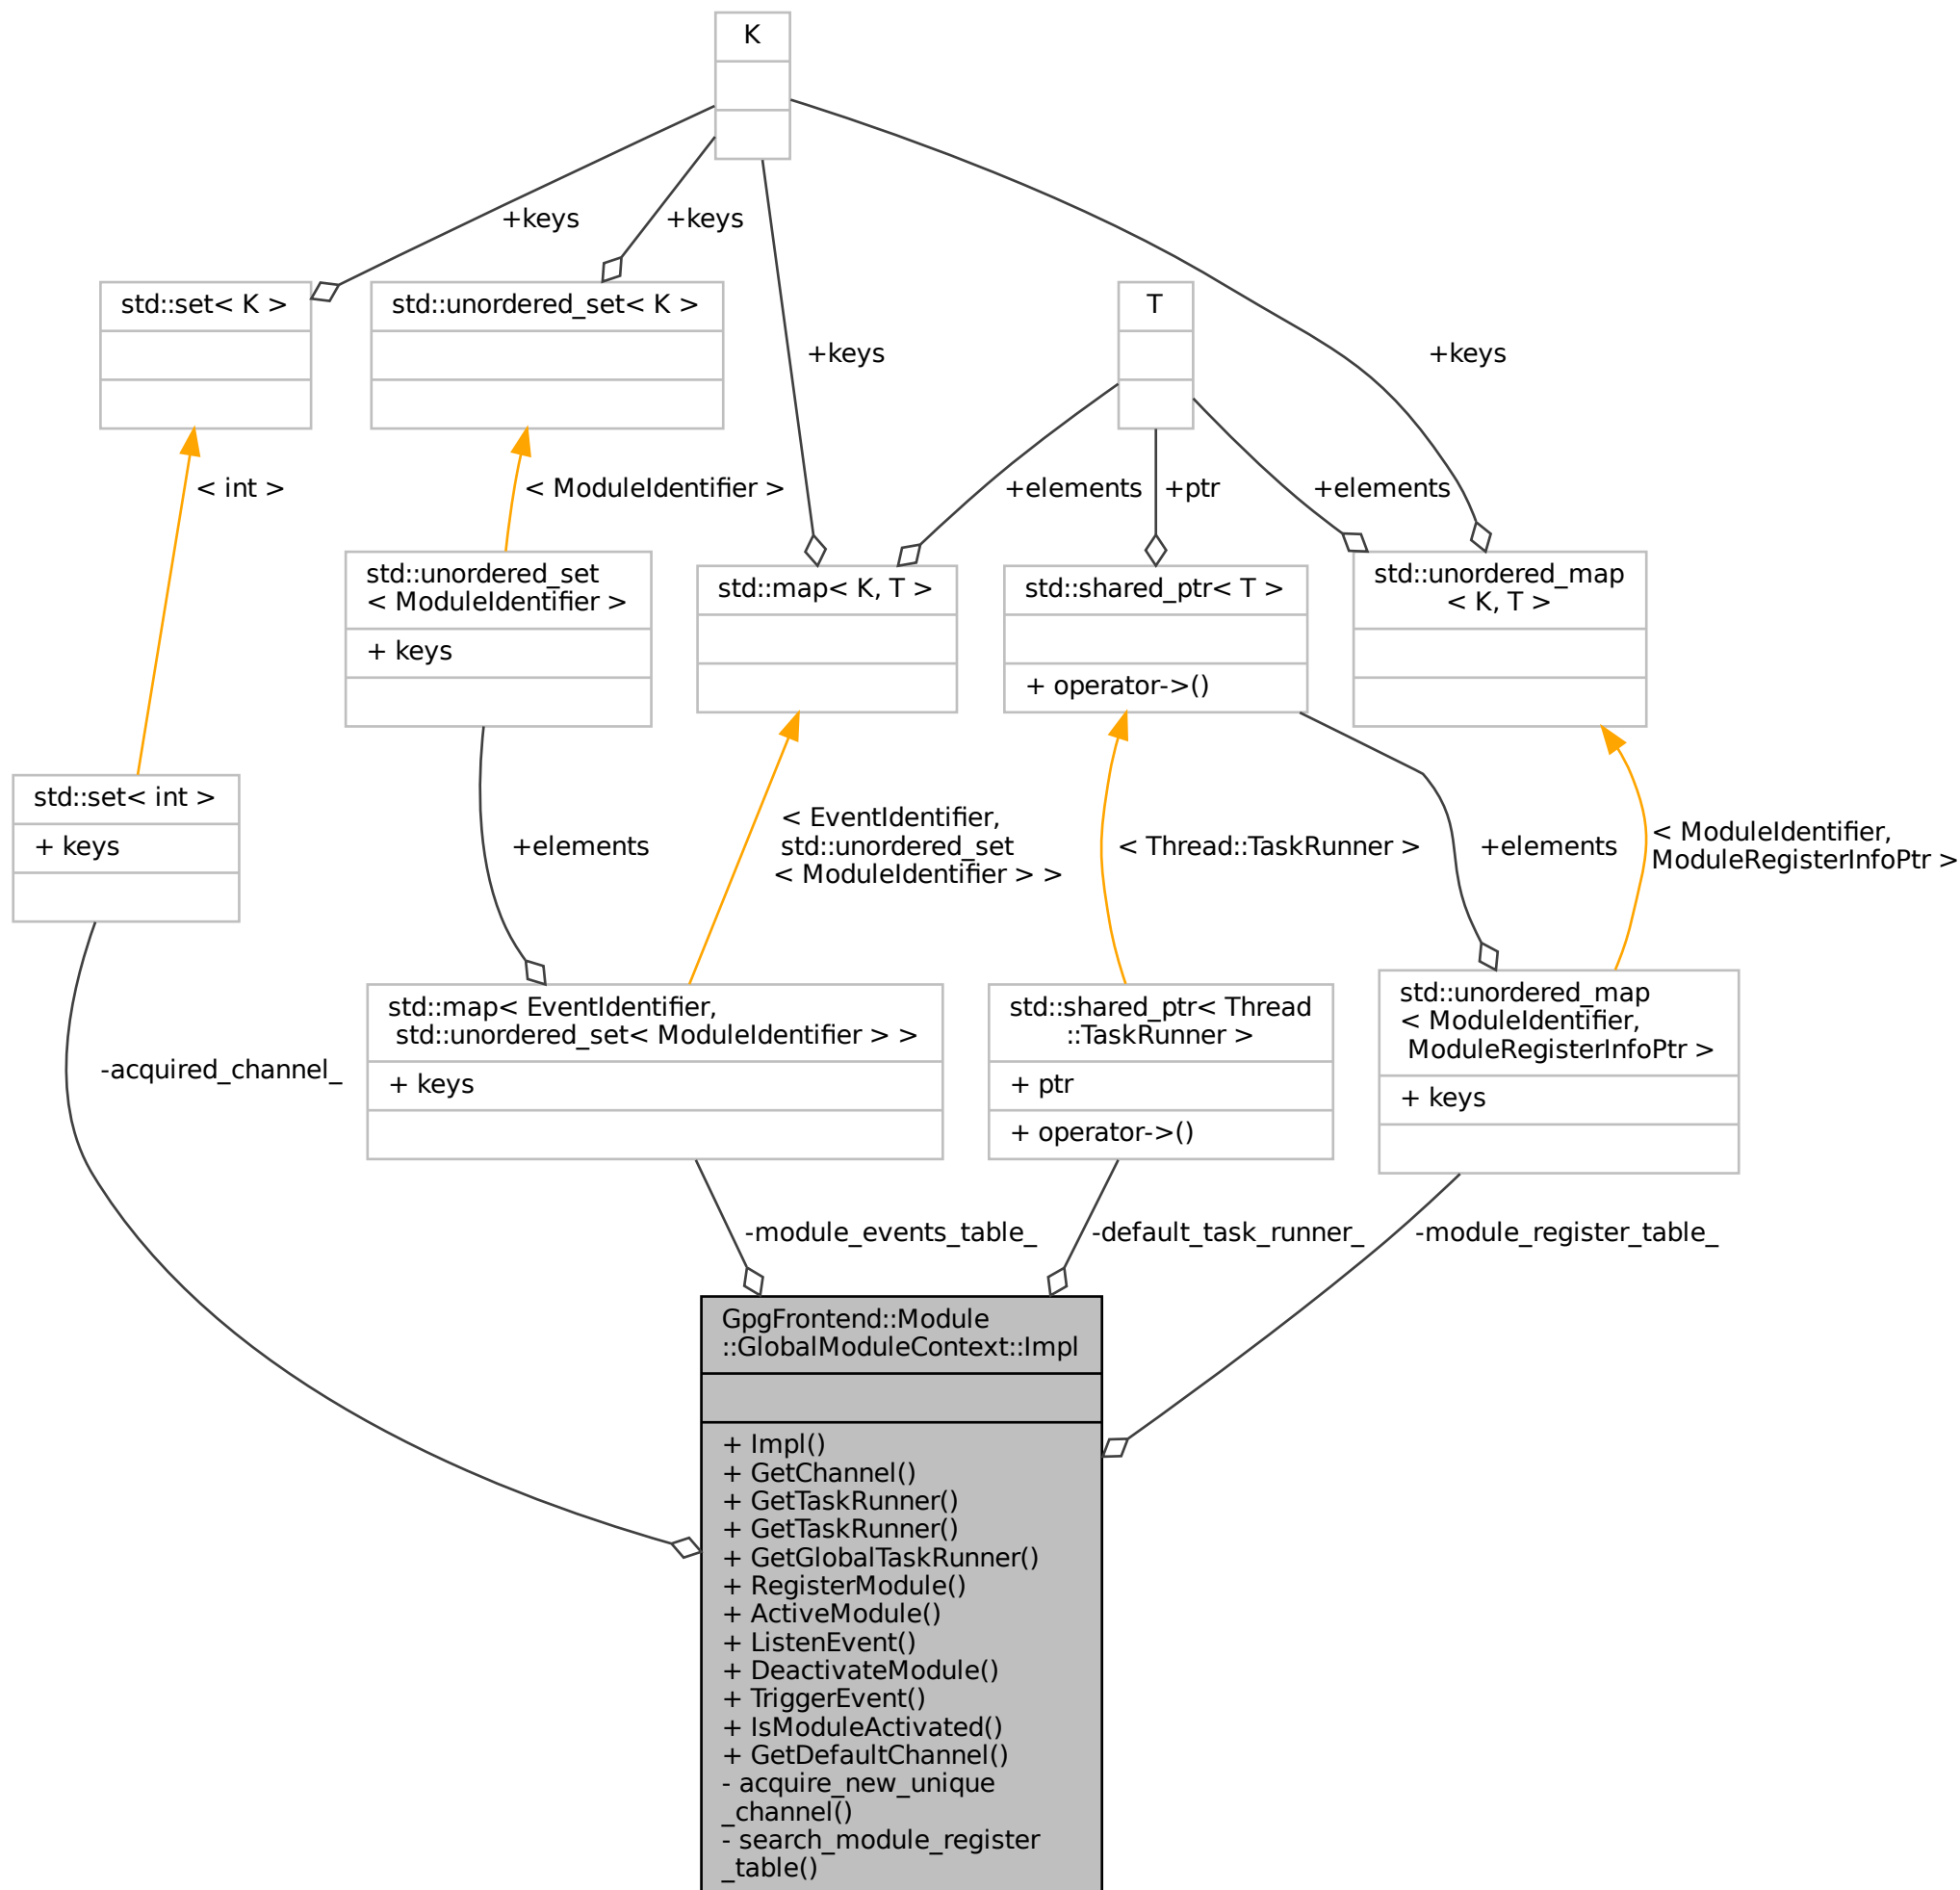 K
+keys
+keys
std::set< K >
std::unordered_set< K >
T
+keys
+keys
< int >
< ModuleIdentifier >
+elements
+ptr
+elements
std::unordered_set
< ModuleIdentifier >
+ keys
std::map< K, T >
std::shared_ptr< T >
+ operator->()
std::unordered_map
< K, T >
std::set< int >
+ keys
+elements
< EventIdentifier,
std::unordered_set
< ModuleIdentifier > >
< Thread::TaskRunner >
+elements
< ModuleIdentifier,
ModuleRegisterInfoPtr >
-acquired_channel_
std::map< EventIdentifier,
std::unordered_set< ModuleIdentifier > >
+ keys
std::shared_ptr< Thread
::TaskRunner >
+ ptr
+ operator->()
std::unordered_map
< ModuleIdentifier,
ModuleRegisterInfoPtr >
+ keys
-module_events_table_
-default_task_runner_
-module_register_table_
GpgFrontend::Module
::GlobalModuleContext::Impl
+ Impl()
+ GetChannel()
+ GetTaskRunner()
+ GetTaskRunner()
+ GetGlobalTaskRunner()
+ RegisterModule()
+ ActiveModule()
+ ListenEvent()
+ DeactivateModule()
+ TriggerEvent()
+ IsModuleActivated()
+ GetDefaultChannel()
- acquire_new_unique
_channel()
- search_module_register
_table()